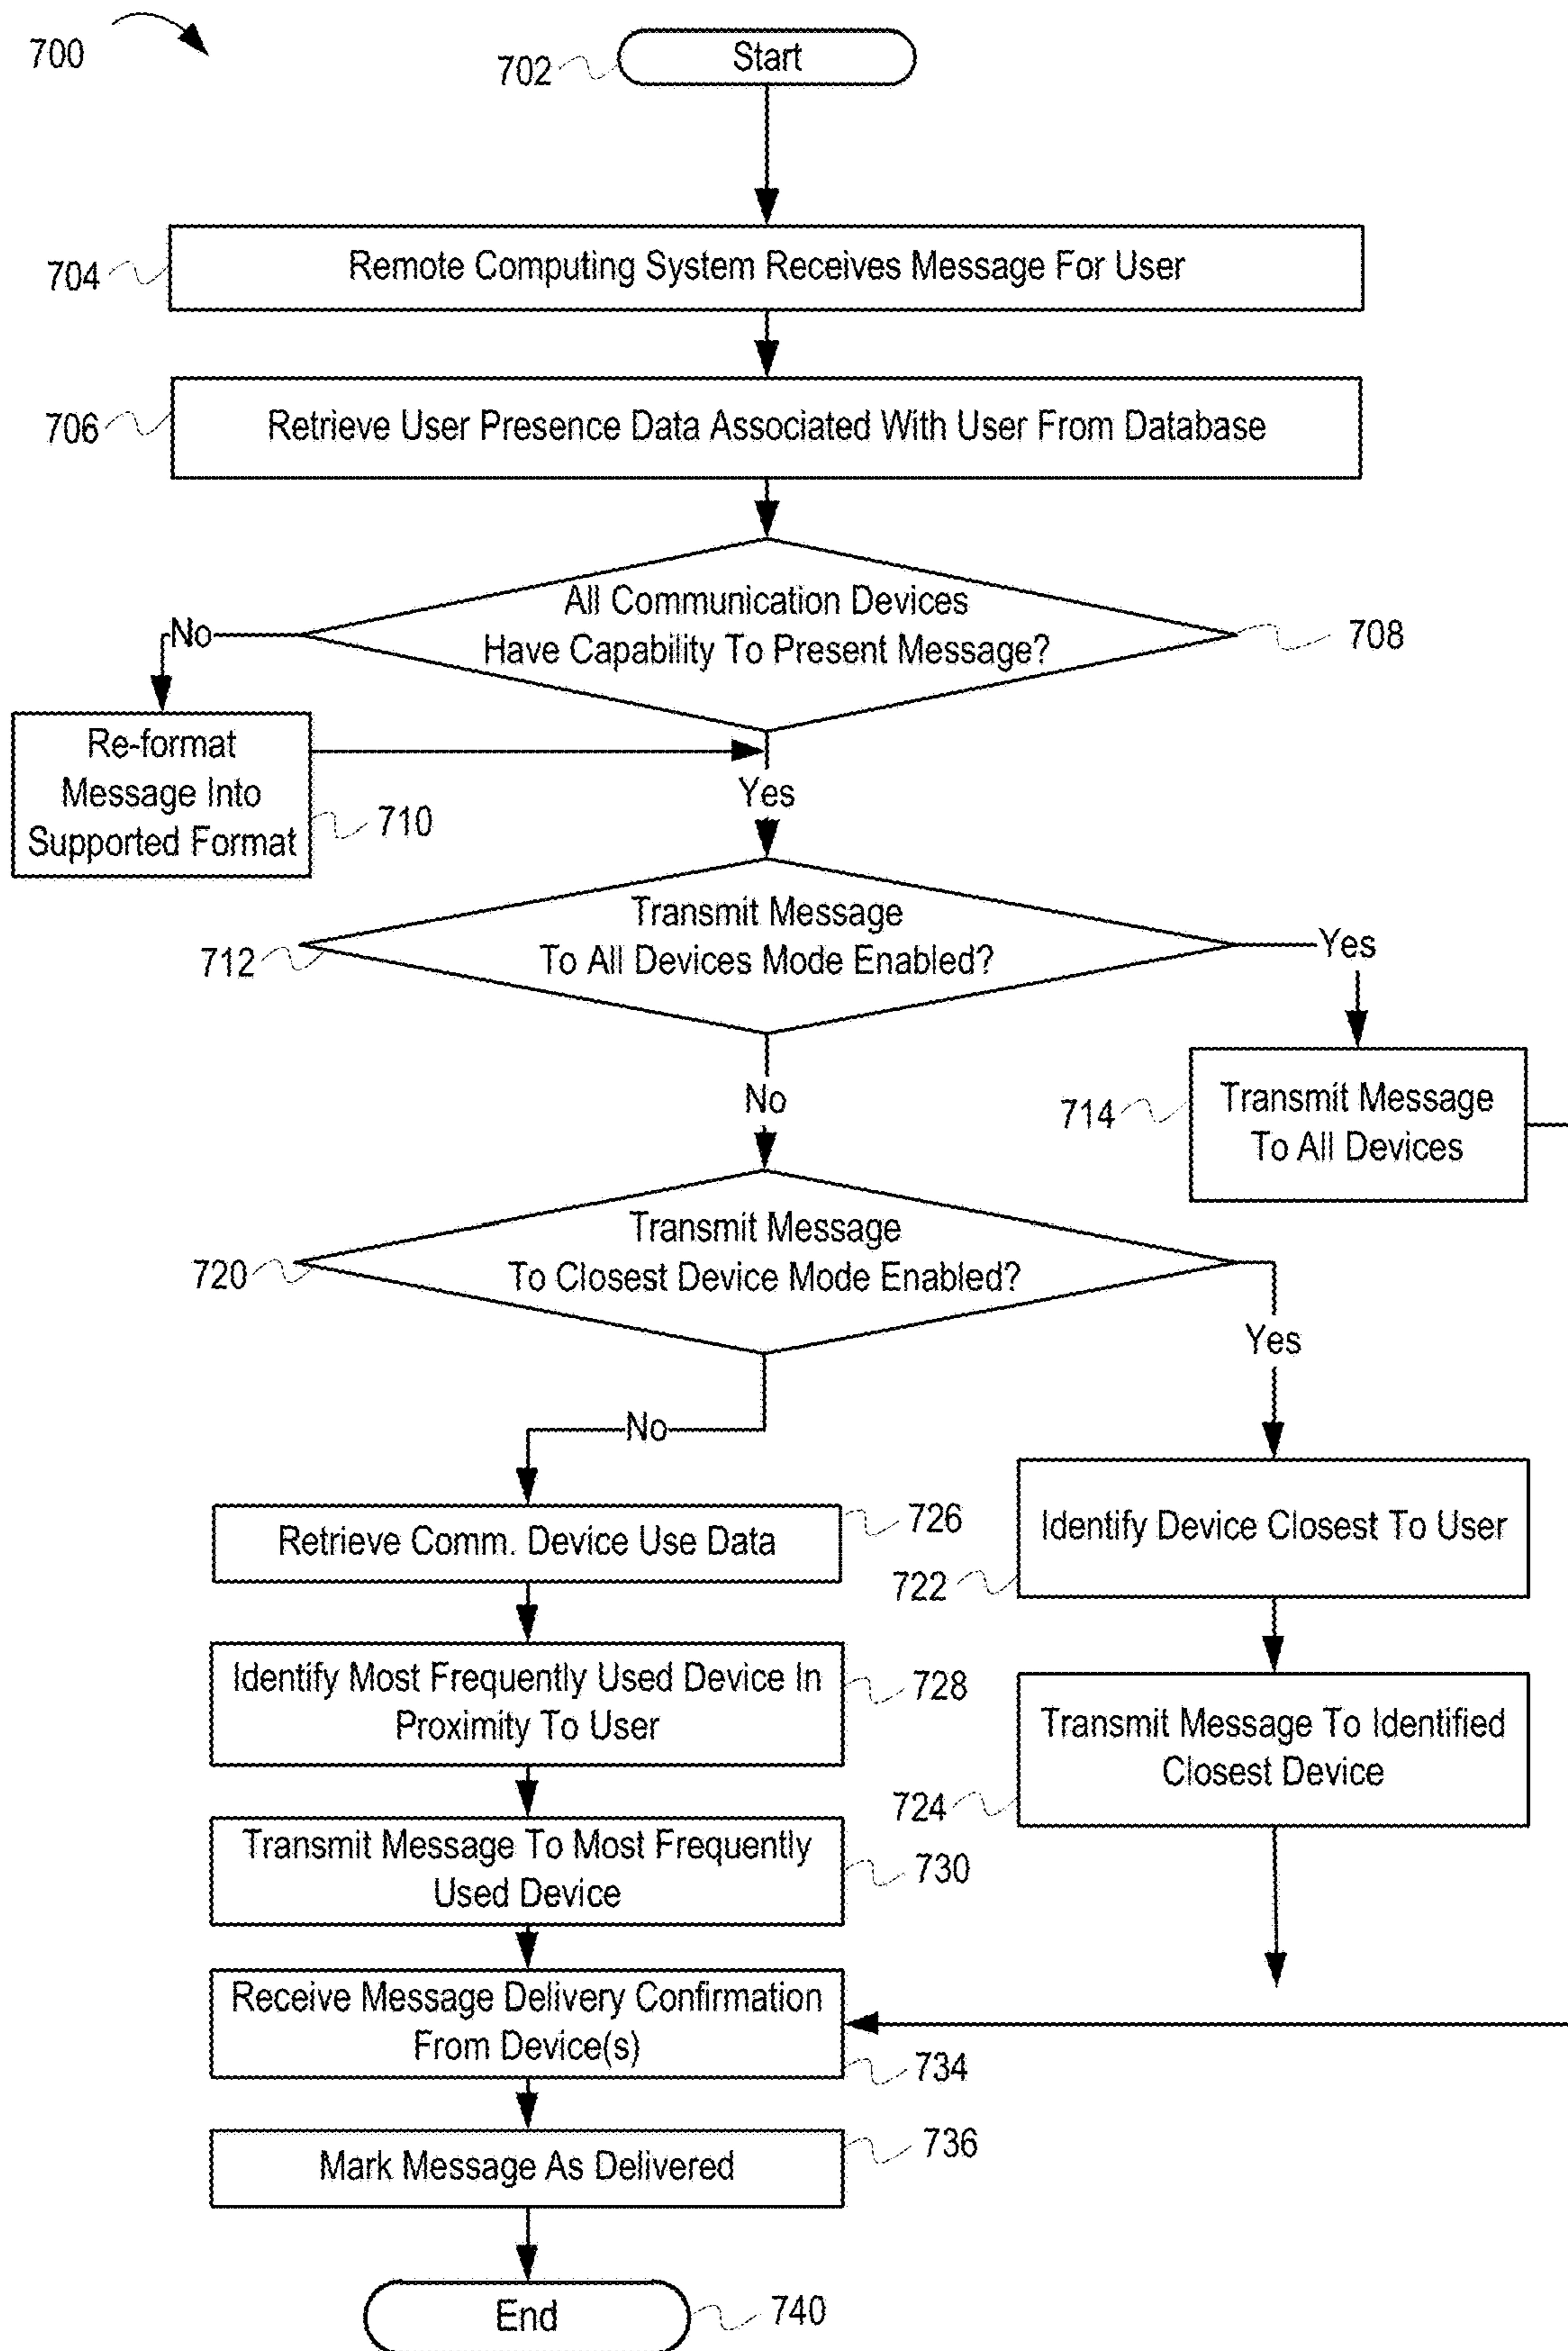 700
702
Start
704
Remote Computing System Receives Message For User
706
Retrieve User Presence Data Associated With User From Database
All Communication Devices
Have Capability To Present Message?
708
No
Re-format
Message Into
Supported Format
710
Yes
Transmit Message
To All Devices Mode Enabled?
712
Yes
No
714
Transmit Message
To All Devices
Transmit Message
To Closest Device Mode Enabled?
720
Yes
No
Retrieve Comm. Device Use Data
726
Identify Device Closest To User
722
Identify Most Frequently Used Device In
Proximity To User
728
Transmit Message To Identified
Closest Device
724
Transmit Message To Most Frequently
Used Device
730
Receive Message Delivery Confirmation
From Device(s)
734
Mark Message As Delivered
736
End
740